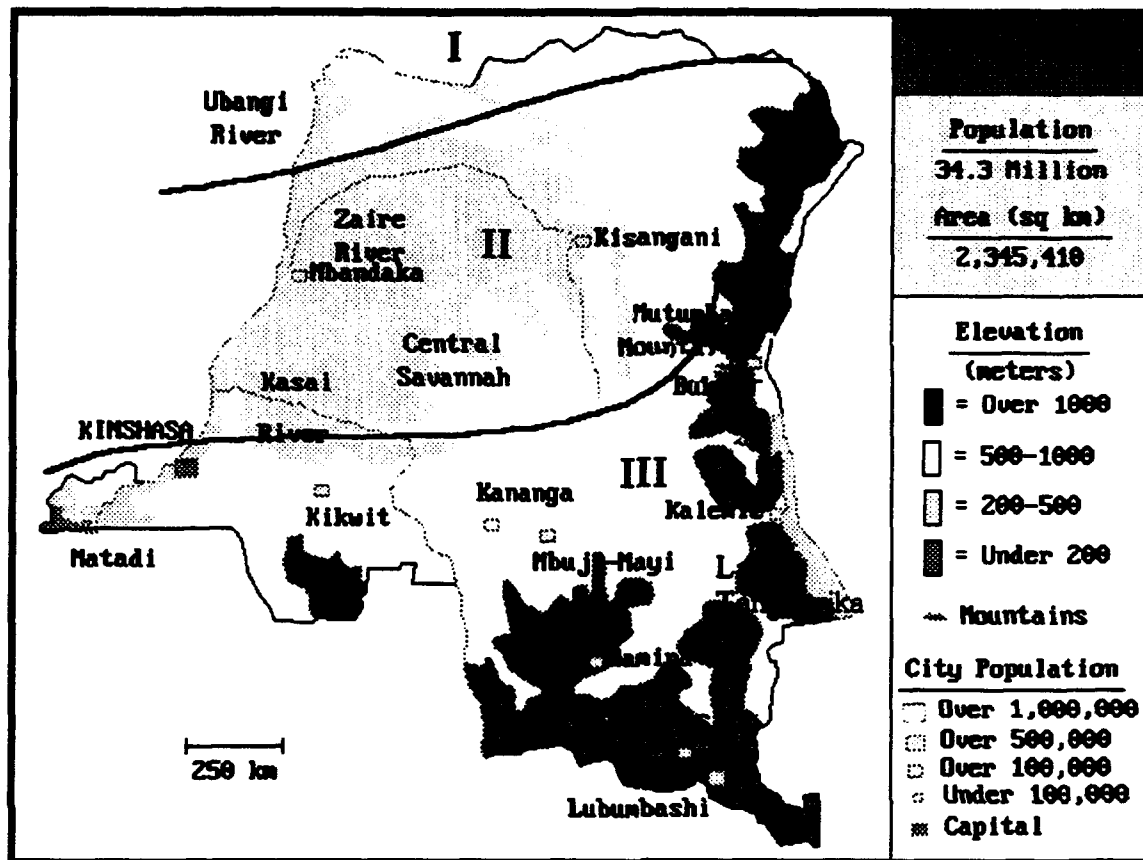 I
Ubangi
River
Zaire
River
II
Kisangani
Mbandaka
Central
Savannah
Kasai
River
KINSHASA
III
Kananga
Kikwit
Matadi
Mbuji-Mayi
L
Lubumbashi
250 km
Population
34.3 Million
Area (sq km)
2,345,410
Elevation
(meters)
= Over 1000
= 500-1000
= 200-500
= Under 200
Mountains
City Population
Over 1,000,000
Over 500,000
Over 100,000
Under 100,000
Capital